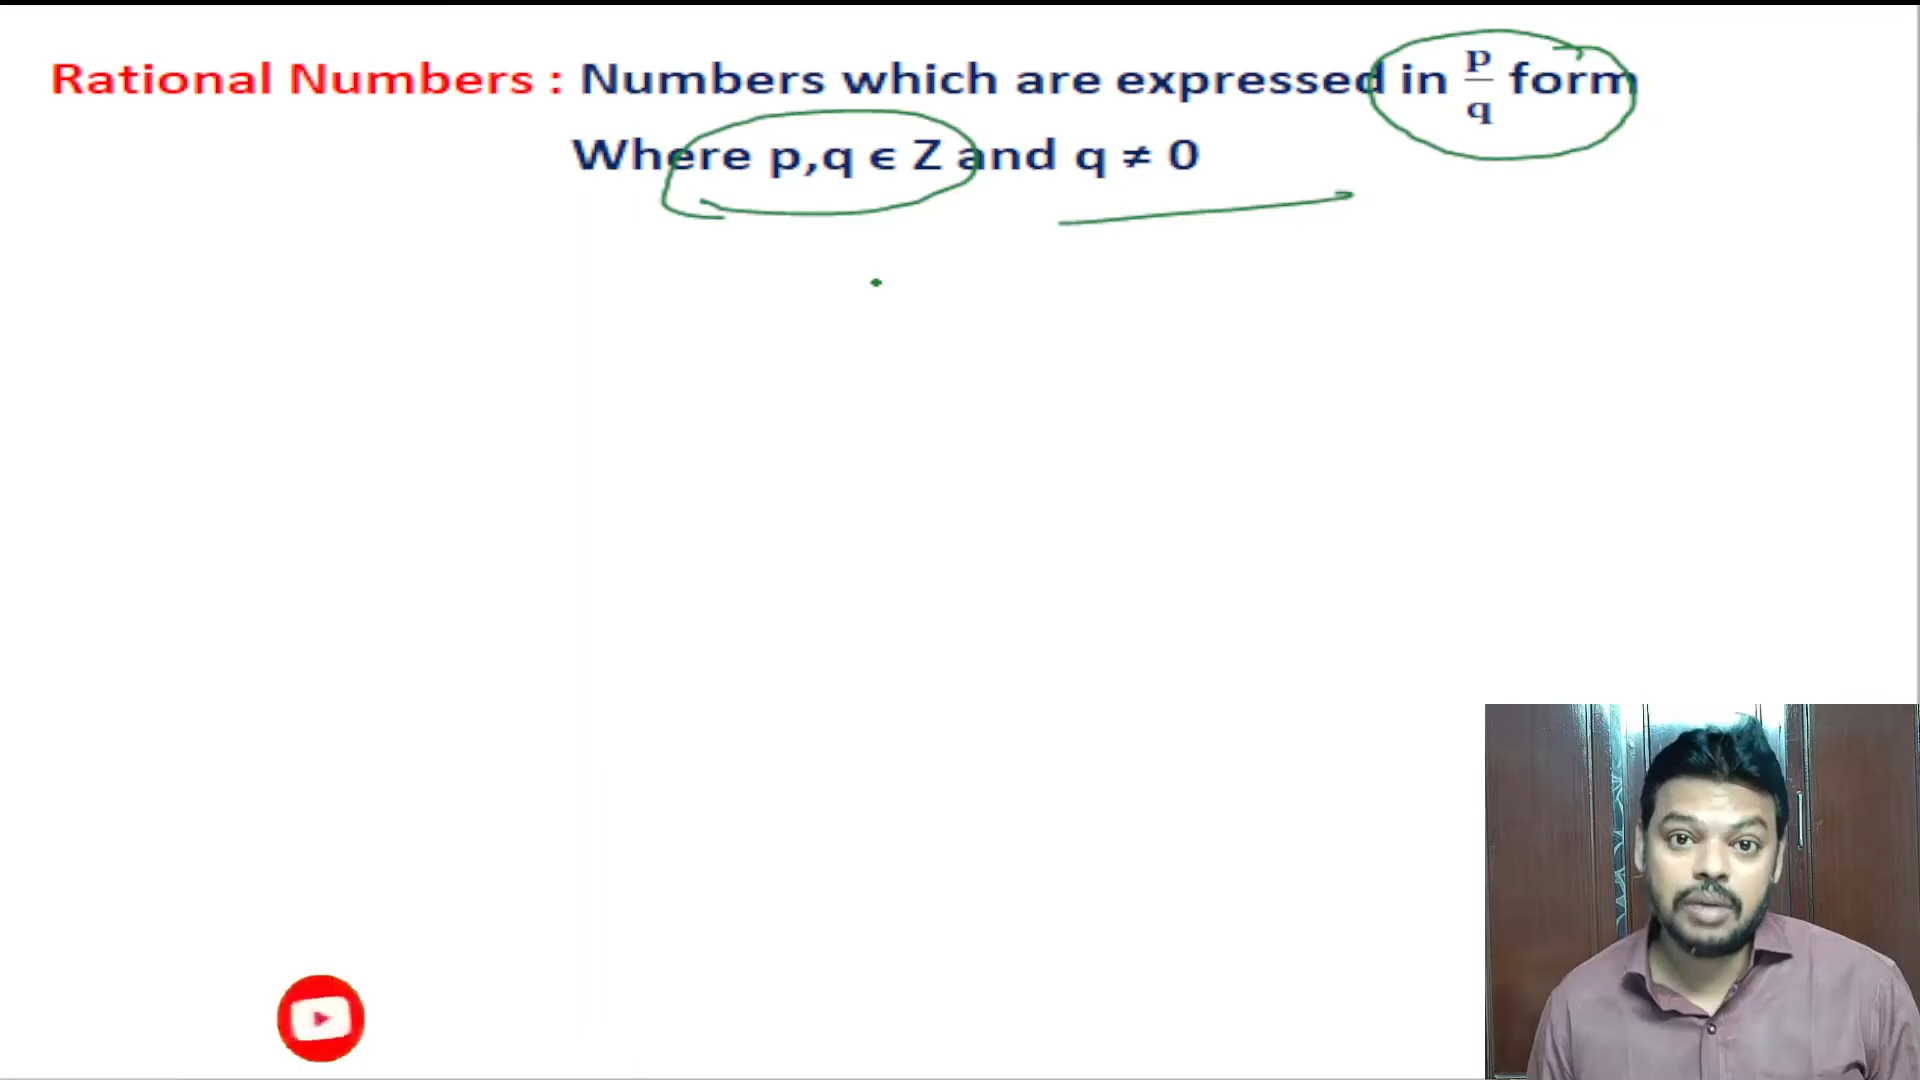 Rational Numbers : Numbers which are expressed in p/q form
Where p,q ϵ Z and q ≠ 0